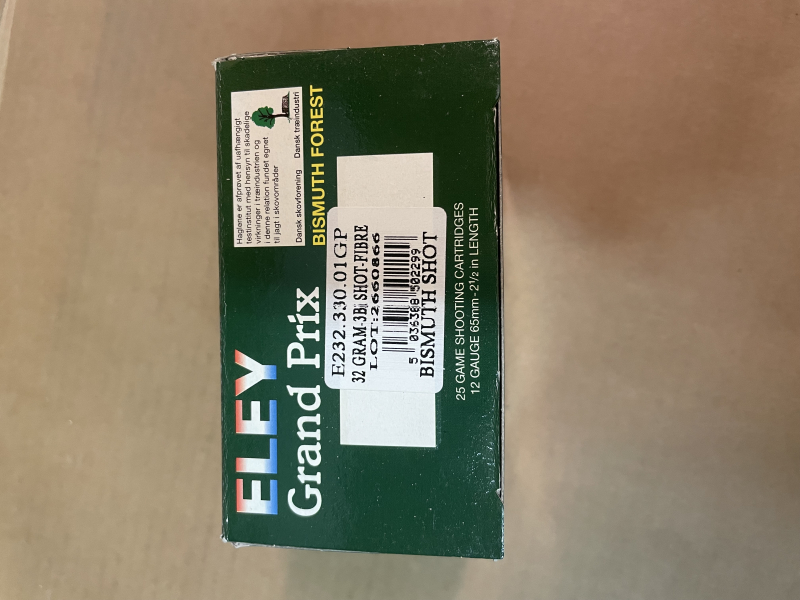 ELEY
Grand Prix
Haglene er afprøvet af uafhængigt
testinstitut med hensyn til skadelige
virkninger i træindustrien og
i denne relation fundet egnet
til jagt i skovområder
Dansk skovforening Dansk træindustri
BISMUTH FOREST
E232.330.01GP
32 GRAM-3B SHOT-FIBRE
LOT:2660866
5 036388 502299
BISMUTH SHOT
25 GAME SHOOTING CARTRIDGES
12 GAUGE 65mm - 2½ in LENGTH